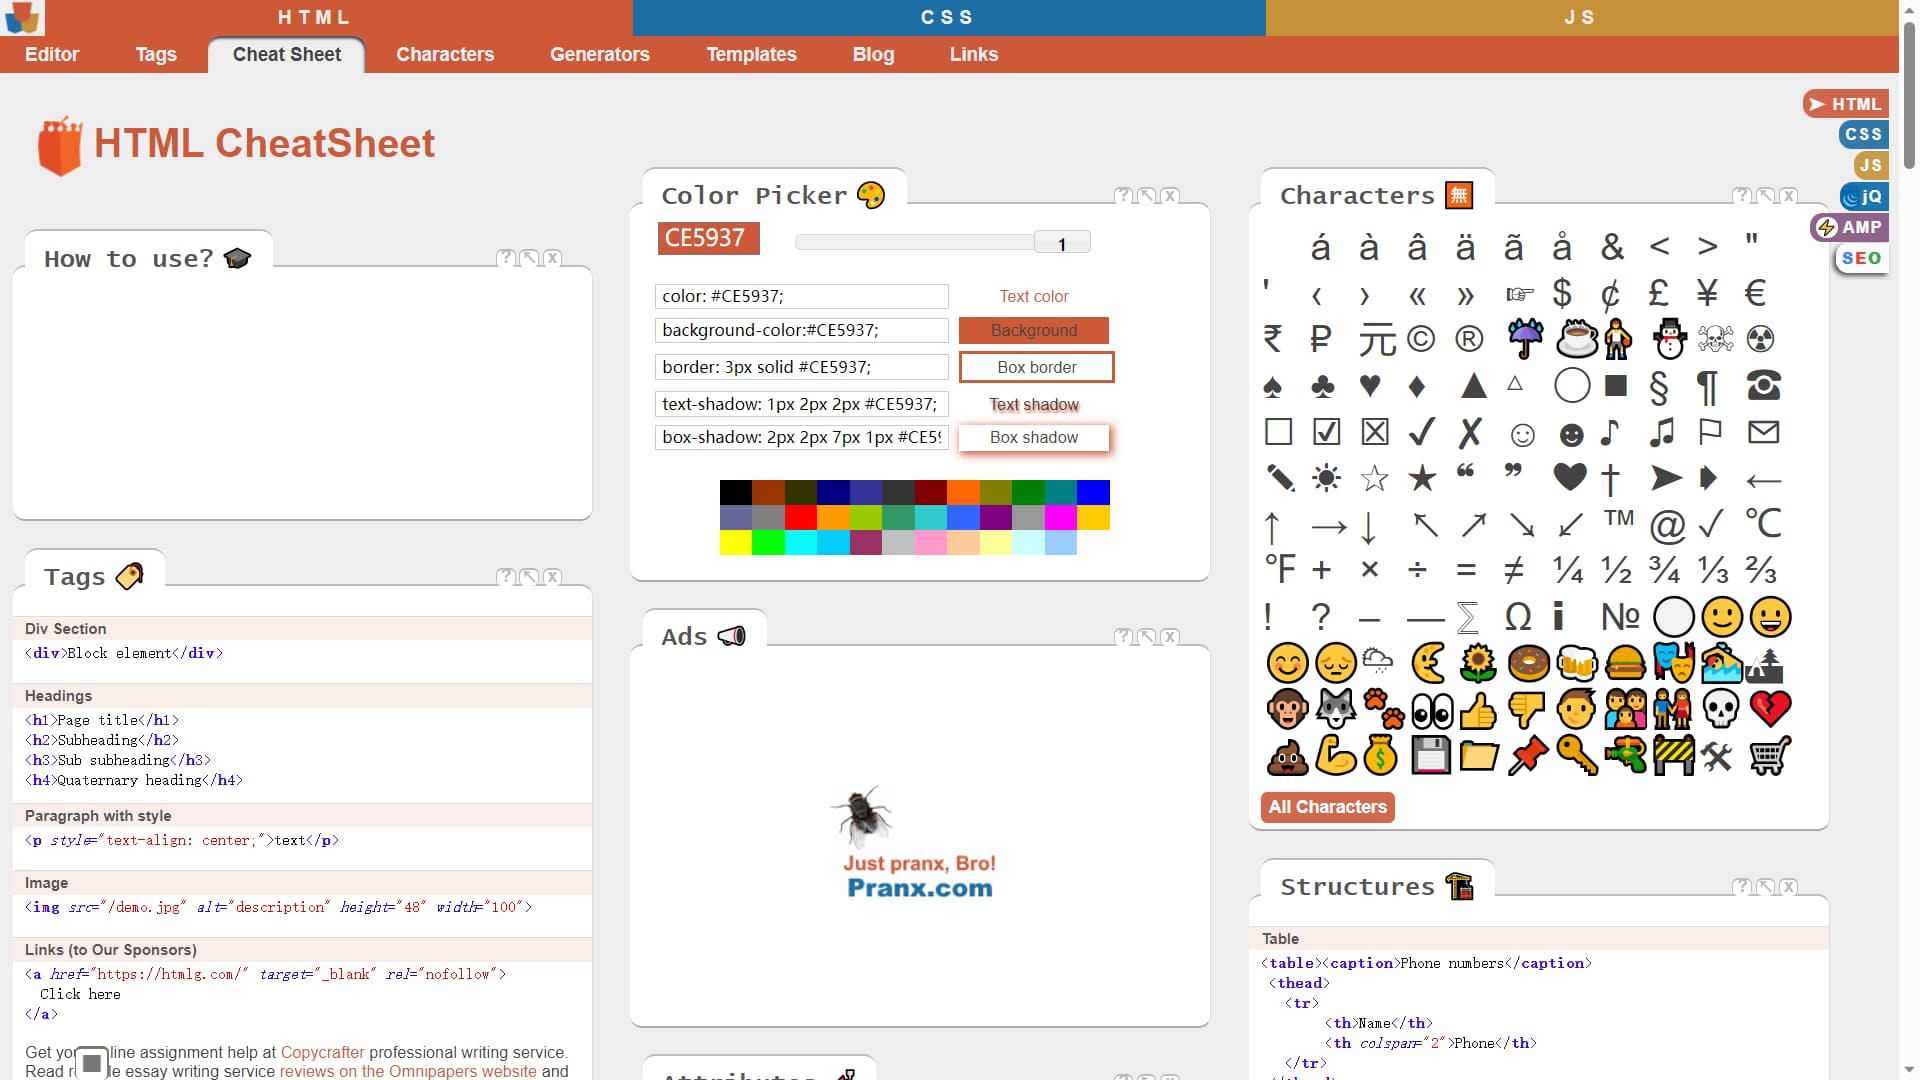 HTML
CSS
JS
Editor
Tags
Cheat Sheet
Characters
Generators
Templates
Blog
Links
HTML CheatSheet
➤ HTML
CSS
JS
jQ
AMP
SEO
How to use? 🎓
? ↖ x
Tags
? ↖ x
Div Section
<div>Block element</div>
Headings
<h1>Page title</h1>
<h2>Subheading</h2>
<h3>Sub subheading</h3>
<h4>Quaternary heading</h4>
Paragraph with style
<p style="text-align: center;">text</p>
Image
<img src="/demo.jpg" alt="description" height="48" width="100">
Links (to Our Sponsors)
<a href="https://htmlg.com/" target="_blank" rel="nofollow">
Click here
</a>
assignment help at Copycrafter professional writing service.
essay writing service reviews on the Omnipapers website and
Color Picker 🎨
? ↖ x
CE5937
1
color: #CE5937;
Text color
background-color:#CE5937;
Background
border: 3px solid #CE5937;
Box border
text-shadow: 1px 2px 2px #CE5937;
Text shadow
box-shadow: 2px 2px 7px 1px #CE5
Box shadow
Ads
? ↖ x
Just pranx, Bro!
Pranx.com
Attributes
Characters 🈚
? ↖ x
á à â ä ã å & < > "
' ‹ › « » ☞ $ ¢ £ ¥ €
₹ ₽ 元 © ® ☔ ☕ ⛹ ⛄ ☠ ☢
♠ ♣ ♥ ♦ ▲ ▵ ◯ ■ § ¶ ☎
☐ ☑ ☒ ✓ ✗ ☺ ☻ ♪ ♫ ⚐ ✉
✎ ☀ ☆ ★ ❝ ❞ ♥ † ➤ ➧ ←
↑ → ↓ ↖ ↗ ↘ ↙ ™ @ ✓ ℃
℉ + × ÷ = ≠ ¼ ½ ¾ ⅓ ⅔
! ? – — ⅀ Ω ℹ № ⚪ 🙂 😀
😊 😔 🌦 🌜 🌻 🍩 🍻 🍔 🎭 🏊 🏕
🐵 🐺 🐾 👀 👍 👎 👦 👪 👫 💀 💔
💩 💪 💰 💾 📁 📌 🔑 🔫 🚧 🛠 🛒
All Characters
Structures 🏗
? ↖ x
Table
<table><caption>Phone numbers</caption>
<thead>
<tr>
<th>Name</th>
<th colspan="2">Phone</th>
</tr>